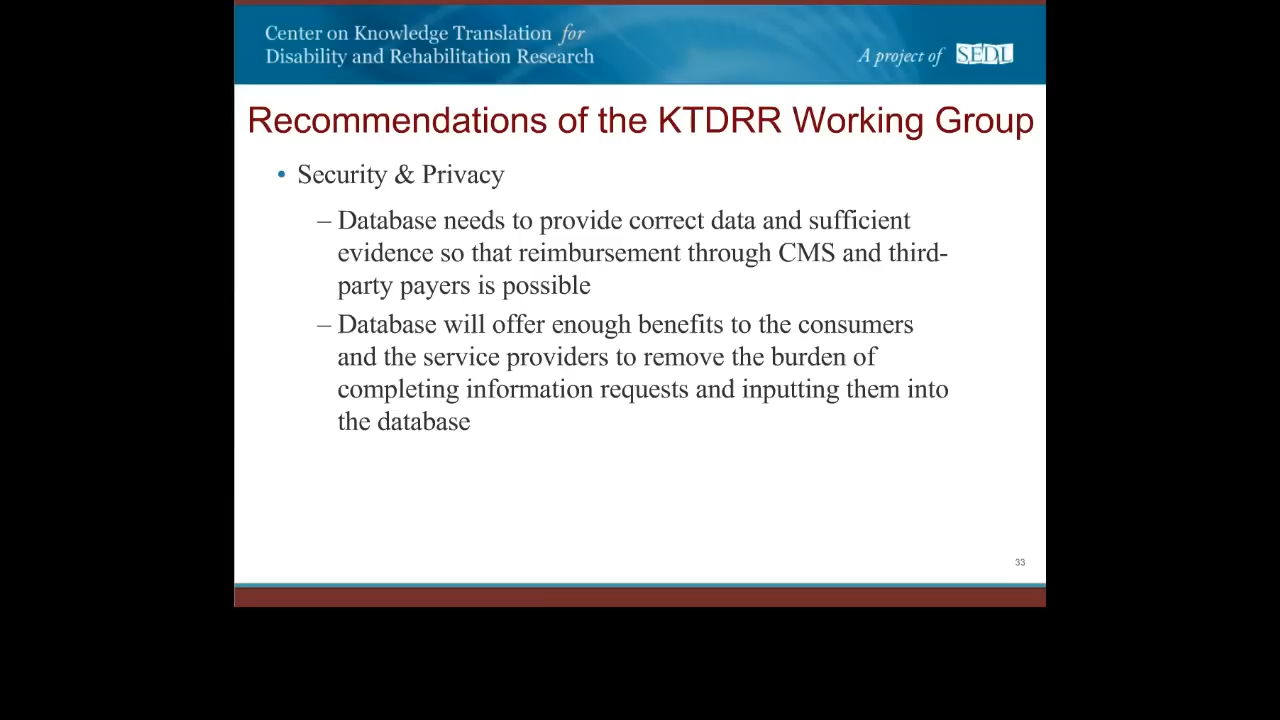 Center on Knowledge Translation for
Disability and Rehabilitation Research
A project of SEDL
Recommendations of the KTDRR Working Group
• Security & Privacy
– Database needs to provide correct data and sufficient
evidence so that reimbursement through CMS and third-
party payers is possible
– Database will offer enough benefits to the consumers
and the service providers to remove the burden of
completing information requests and inputting them into
the database
33